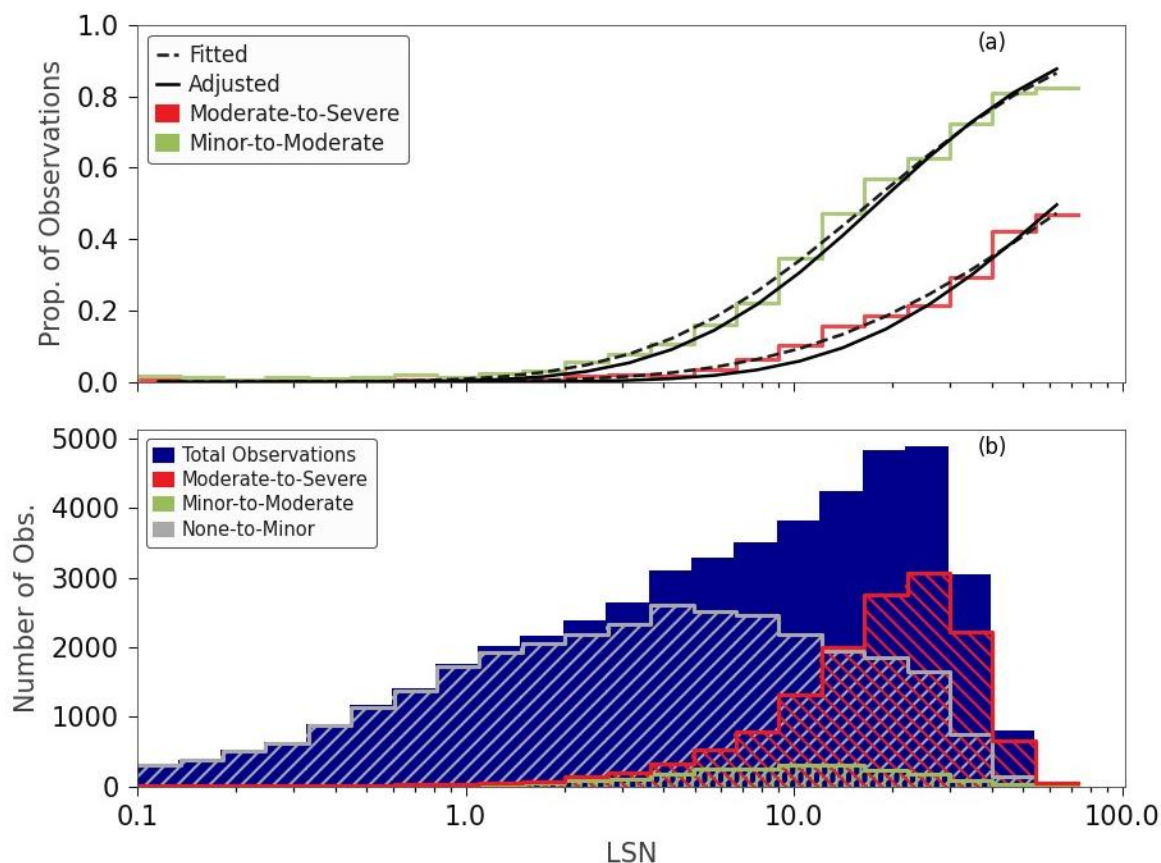 1.0
0.8
0.6
0.4
0.2
0.0
Prop. of Observations
Fitted
Adjusted
Moderate-to-Severe
Minor-to-Moderate
(a)
5000
4000
3000
2000
1000
0
Number of Obs.
Total Observations
Moderate-to-Severe
Minor-to-Moderate
None-to-Minor
(b)
0.1 1.0 10.0 100.0
LSN